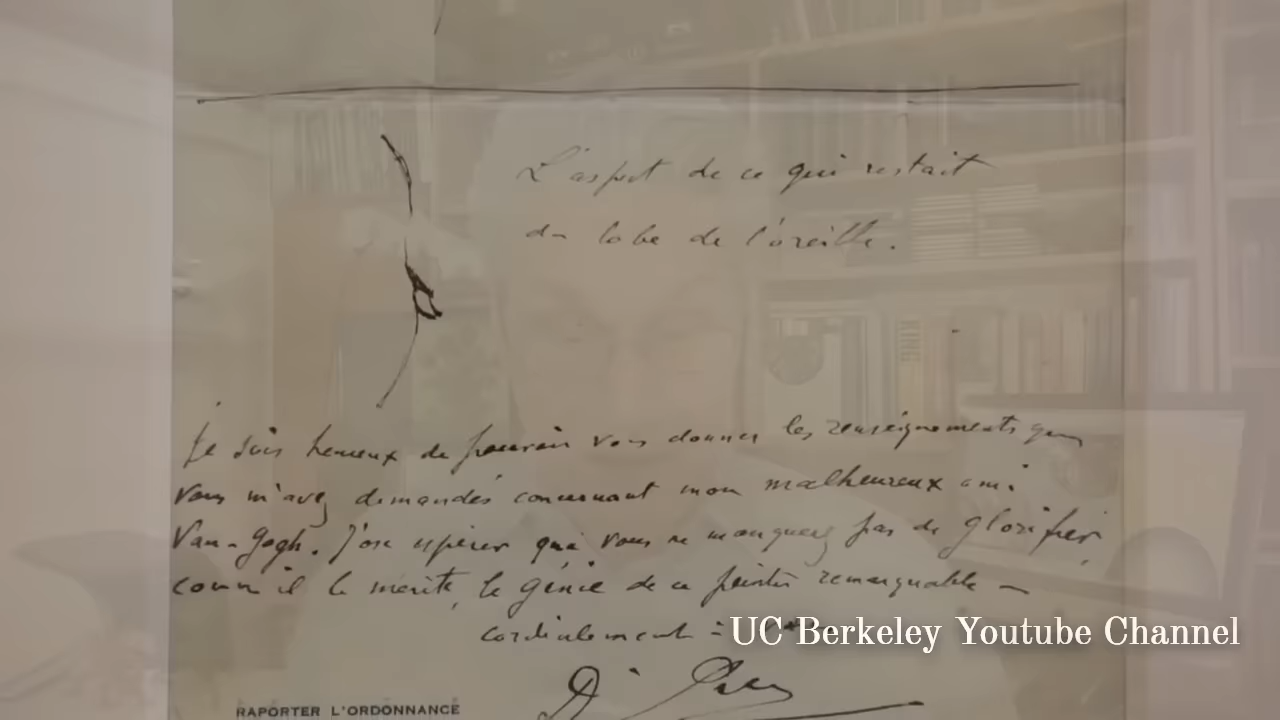 L'aspect de ce qui restait
du lobe de l'oreille.
Je suis heureux de pouvoir vous donner les renseignements que
vous m'avez demandés concernant mon malheureux ami
Van-Gogh. J'ose espérer que vous ne manquerez pas de glorifier,
comme il le mérite, le génie de ce peintre remarquable –
cordialement
UC Berkeley Youtube Channel
Dr Rey
RAPORTER L'ORDONNANCE